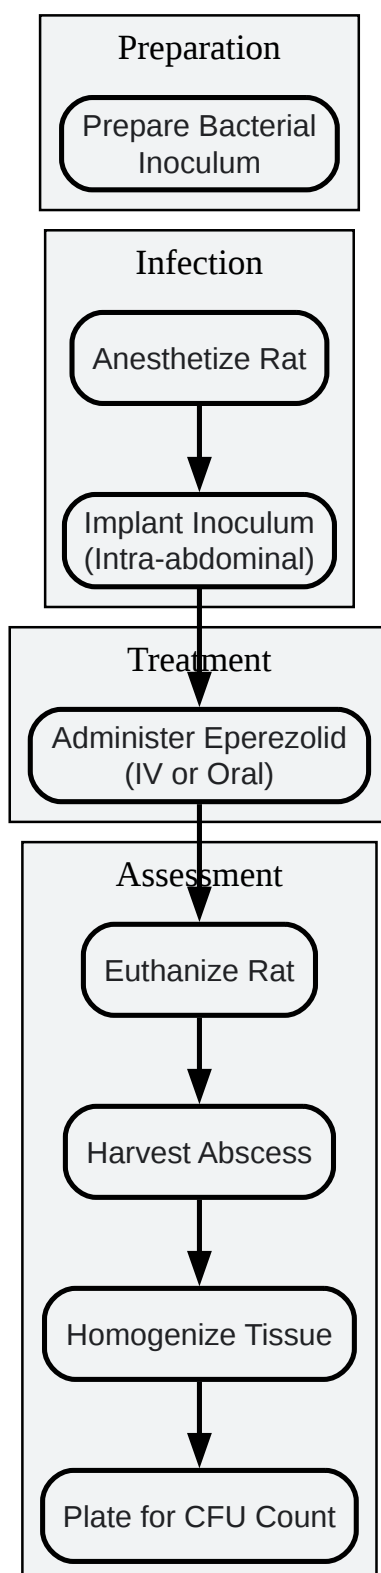 Preparation
Prepare Bacterial
Inoculum
Infection
Anesthetize Rat
Implant Inoculum
(Intra-abdominal)
Treatment
Administer Eperezolid
(IV or Oral)
Assessment
Euthanize Rat
Harvest Abscess
Homogenize Tissue
Plate for CFU Count